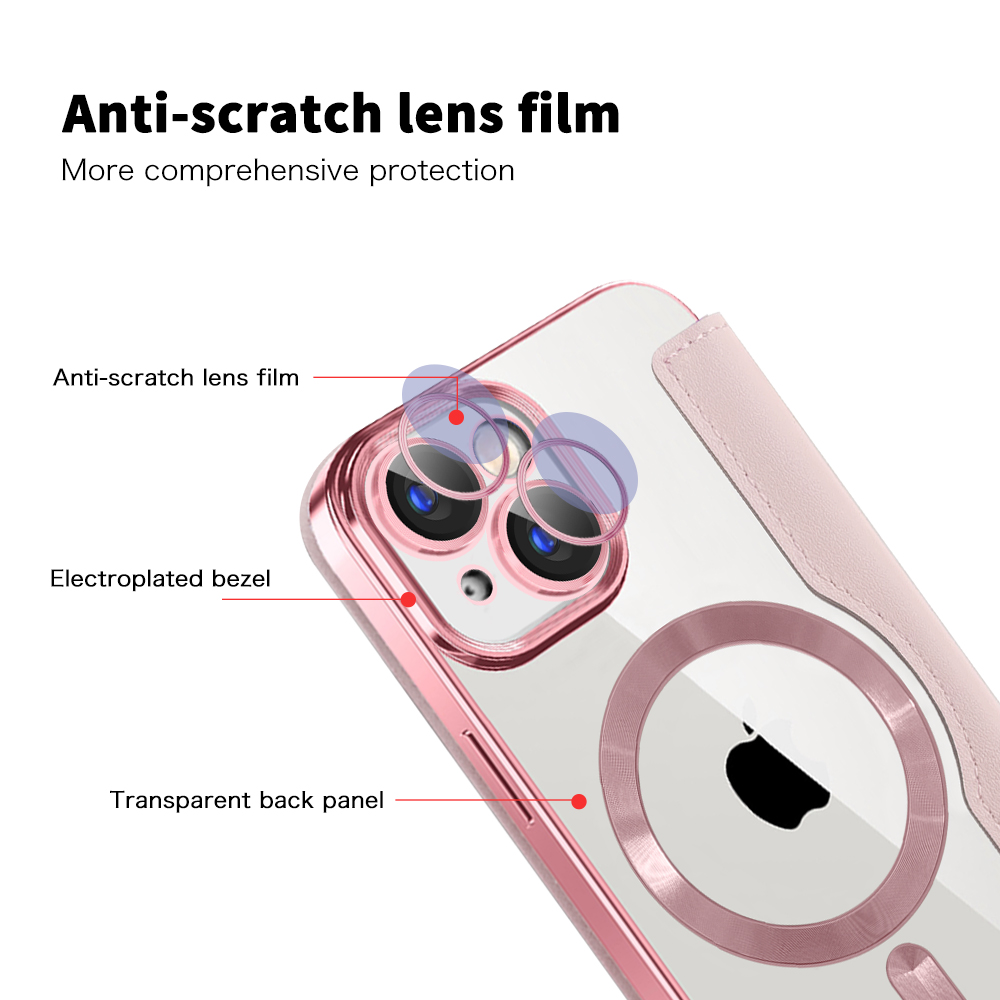 Anti-scratch lens film
More comprehensive protection
Anti-scratch lens film
Electroplated bezel
Transparent back panel